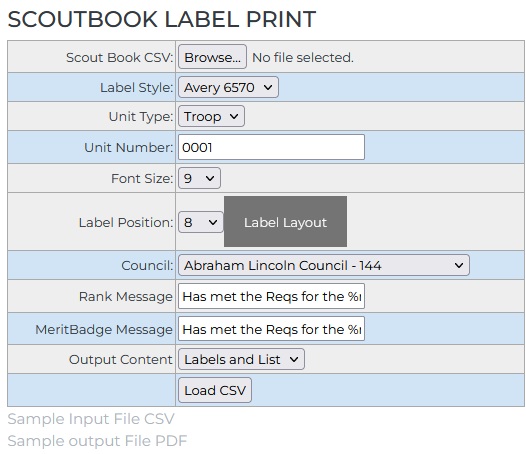 SCOUTBOOK LABEL PRINT
Scout Book CSV: Browse... No file selected.
Label Style: Avery 6570
Unit Type: Troop
Unit Number: 0001
Font Size: 9
Label Position: 8 Label Layout
Council: Abraham Lincoln Council - 144
Rank Message Has met the Reqs for the
MeritBadge Message Has met the Reqs for the
Output Content Labels and List
Load CSV
Sample Input File CSV
Sample output File PDF